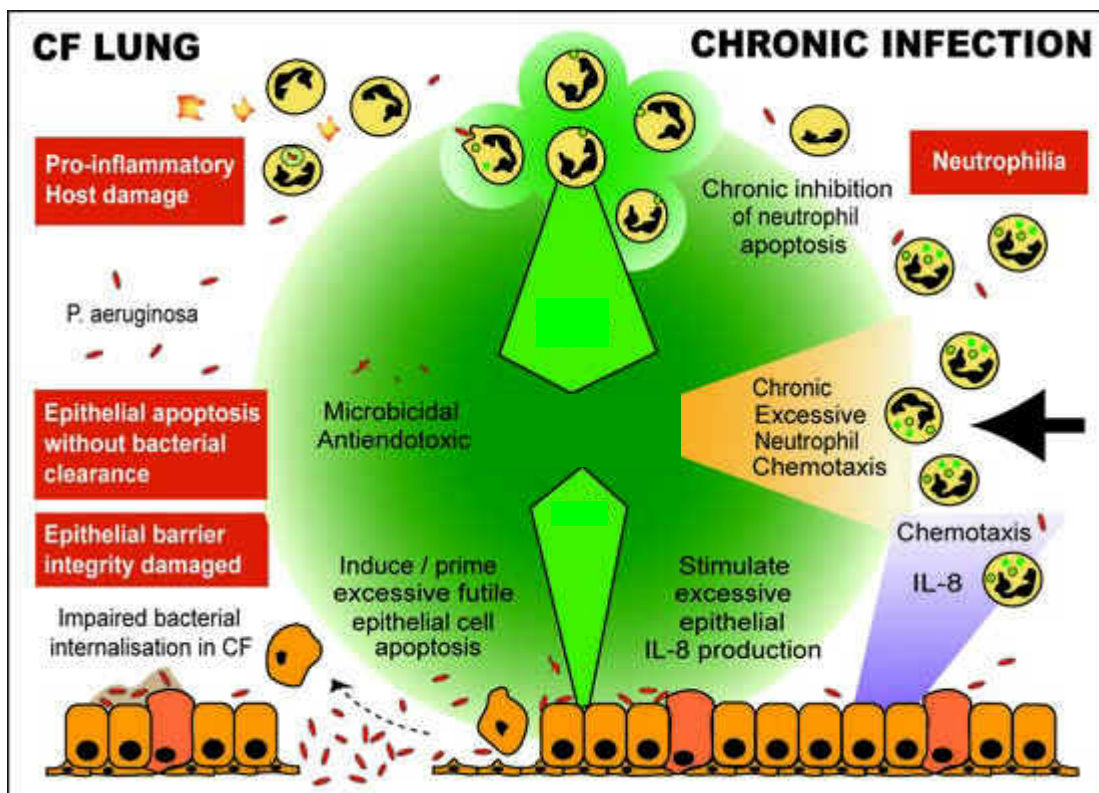 CF LUNG
CHRONIC INFECTION
Pro-inflammatory
Host damage
Neutrophilia
Chronic inhibition
of neutrophil
apoptosis
P. aeruginosa
Epithelial apoptosis
without bacterial
clearance
Microbicidal
Antiendotoxic
Chronic
Excessive
Neutrophil
Chemotaxis
Epithelial barrier
integrity damaged
Induce / prime
excessive futile
epithelial cell
apoptosis
Stimulate
excessive
epithelial
IL-8 production
Chemotaxis
IL-8
Impaired bacterial
internalisation in CF